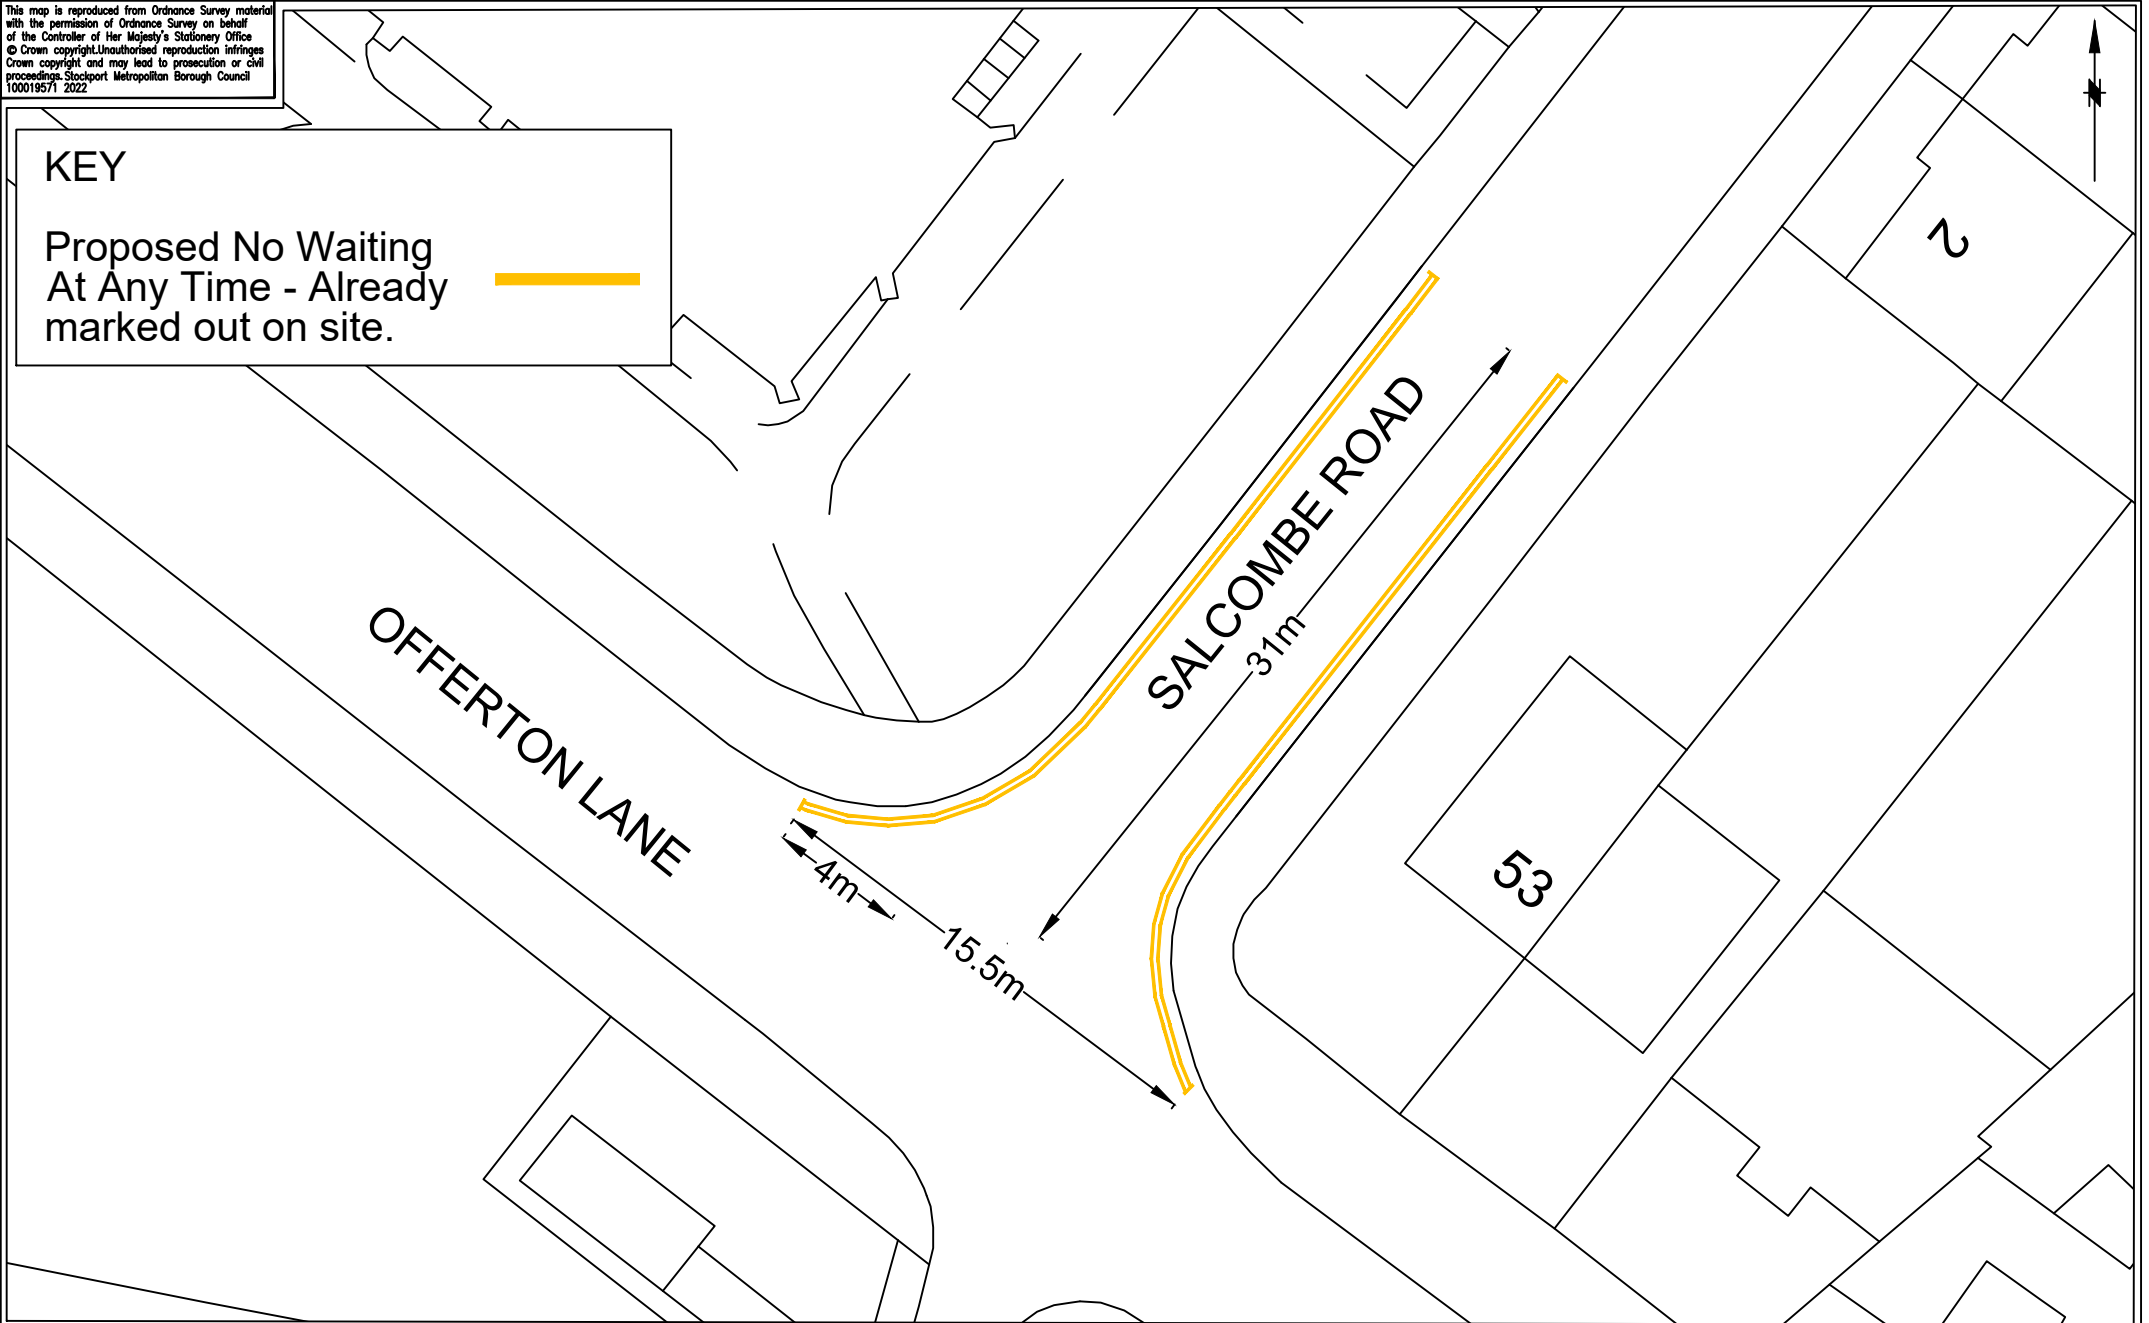 This map is reproduced from Ordnance Survey material
with the permission of Ordnance Survey on behalf
of the Controller of Her Majesty's Stationery Office
© Crown copyright.Unauthorised reproduction infringes
Crown copyright and may lead to prosecution or civil
proceedings. Stockport Metropolitan Borough Council
100019571 2022
KEY
Proposed No Waiting
At Any Time - Already
marked out on site.
2
SALCOMBE ROAD
31m
OFFERTON LANE
4m
15.5m
53